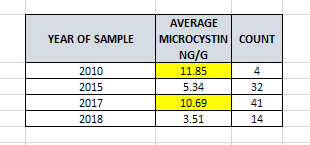 YEAR OF SAMPLE AVERAGE MICROCYSTIN NG/G COUNT
2010 11.85 4
2015 5.34 32
2017 10.69 41
2018 3.51 14